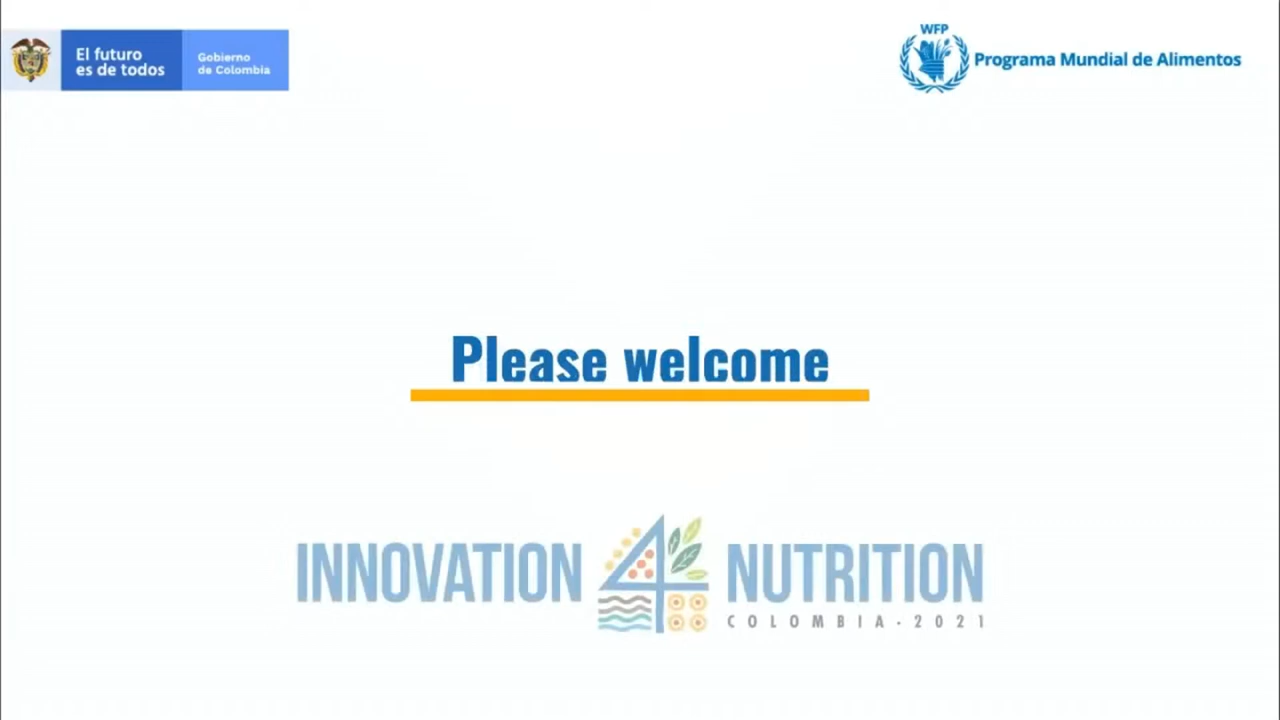 El futuro
es de todos
Gobierno
de Colombia
WFP
Programa Mundial de Alimentos
Please welcome
INNOVATION 4 NUTRITION
COLOMBIA · 2021